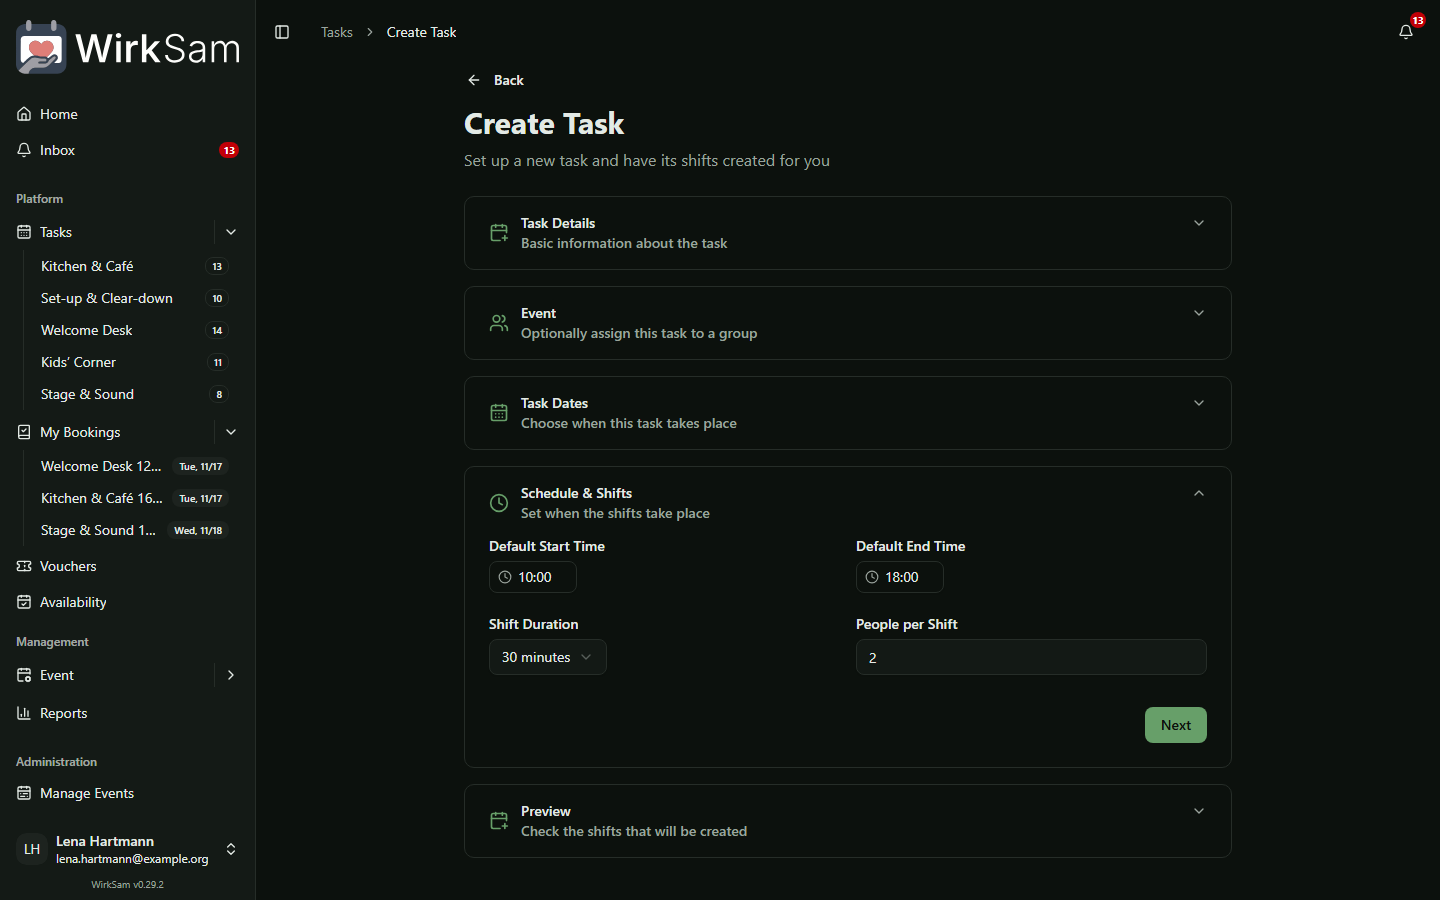 WirkSam
Home
Inbox 13
Platform
Tasks
Kitchen & Café 13
Set-up & Clear-down 10
Welcome Desk 14
Kids’ Corner 11
Stage & Sound 8
My Bookings
Welcome Desk 12... Tue, 11/17
Kitchen & Café 16... Tue, 11/17
Stage & Sound 1... Wed, 11/18
Vouchers
Availability
Management
Event
Reports
Administration
Manage Events
LH
Lena Hartmann
lena.hartmann@example.org
WirkSam v0.29.2
Tasks > Create Task
13
Back
Create Task
Set up a new task and have its shifts created for you
Task Details
Basic information about the task
Event
Optionally assign this task to a group
Task Dates
Choose when this task takes place
Schedule & Shifts
Set when the shifts take place
Default Start Time Default End Time
10:00 18:00
Shift Duration People per Shift
30 minutes 2
Next
Preview
Check the shifts that will be created